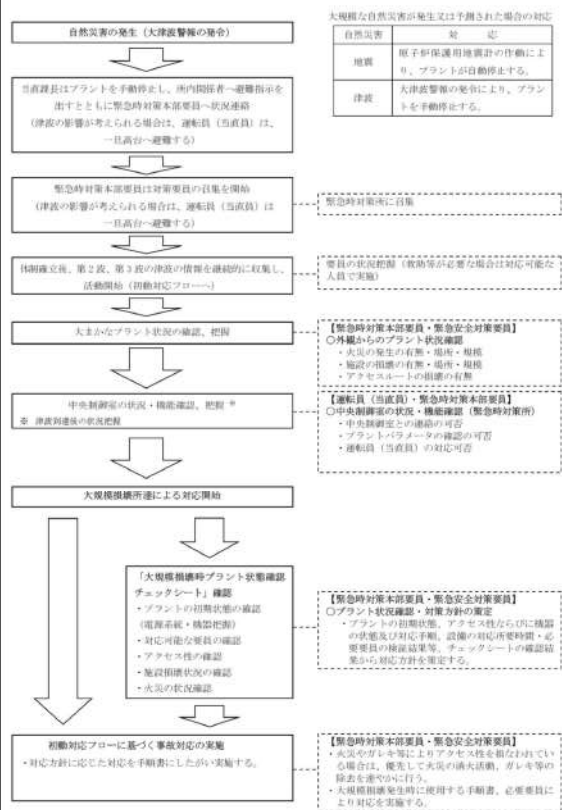 大規模な自然災害が発生又は予測された場合の対応
自然災害
対　応
地震
原子炉保護用地震計の作動によ
り、プラントが自動停止する。
津波
大津波警報の発令により、プラン
トを手動停止する。
自然災害の発生（大津波警報の発令）
当直課長はプラントを手動停止し、所内関係者へ避難指示を
出すとともに緊急時対策本部要員へ状況連絡
（津波の影響が考えられる場合は、運転員（当直員）は、
一旦高台へ避難する）
緊急時対策本部要員は対策要員の召集を開始
（津波の影響が考えられる場合は、運転員（当直員）は
一旦高台へ避難する）
緊急時対策所に召集
体制確立後、第２波、第３波の津波の情報を継続的に収集し、
活動開始（初動対応フローへ）
要員の状況把握（救助等が必要な場合は対応可能な
人員で実施）
大まかなプラント状況の確認、把握
【緊急時対策本部要員・緊急安全対策要員】
○外観からのプラント状況確認
・火災の発生の有無・場所・規模
・施設の損壊の有無・場所・規模
・アクセスルートの損壊の有無
中央制御室の状況・機能確認、把握 ※
※ 津波到達後の状況把握
【運転員（当直員）・緊急時対策本部要員】
○中央制御室の状況・機能確認（緊急時対策所）
・中央制御室との連絡の可否
・プラントパラメータの確認の可否
・運転員（当直員）の対応可否
大規模損壊所達による対応開始
「大規模損壊時プラント状態確認
チェックシート」確認
・プラントの初期状態の確認
（電源系統・機器把握）
・対応可能な要員の確認
・アクセス性の確認
・施設損壊状況の確認
・火災の状況確認
【緊急時対策本部要員・緊急安全対策要員】
○プラント状況確認・対策方針の策定
・プラントの初期状態、アクセス性ならびに機器
の状態及び対応手順、設備の対応所要時間・必
要要員の検証結果等、チェックシートの確認結
果から対応方針を策定する。
初動対応フローに基づく事故対応の実施
・対応方針に応じた対応を手順書にしたがい実施する。
【緊急時対策本部要員・緊急安全対策要員】
・火災やガレキ等によりアクセス性を損なわれてい
る場合は、優先して火災の消火活動、ガレキ等の
除去を速やかに行う。
・大規模損壊発生時に使用する手順書、必要要員に
より対応を実施する。